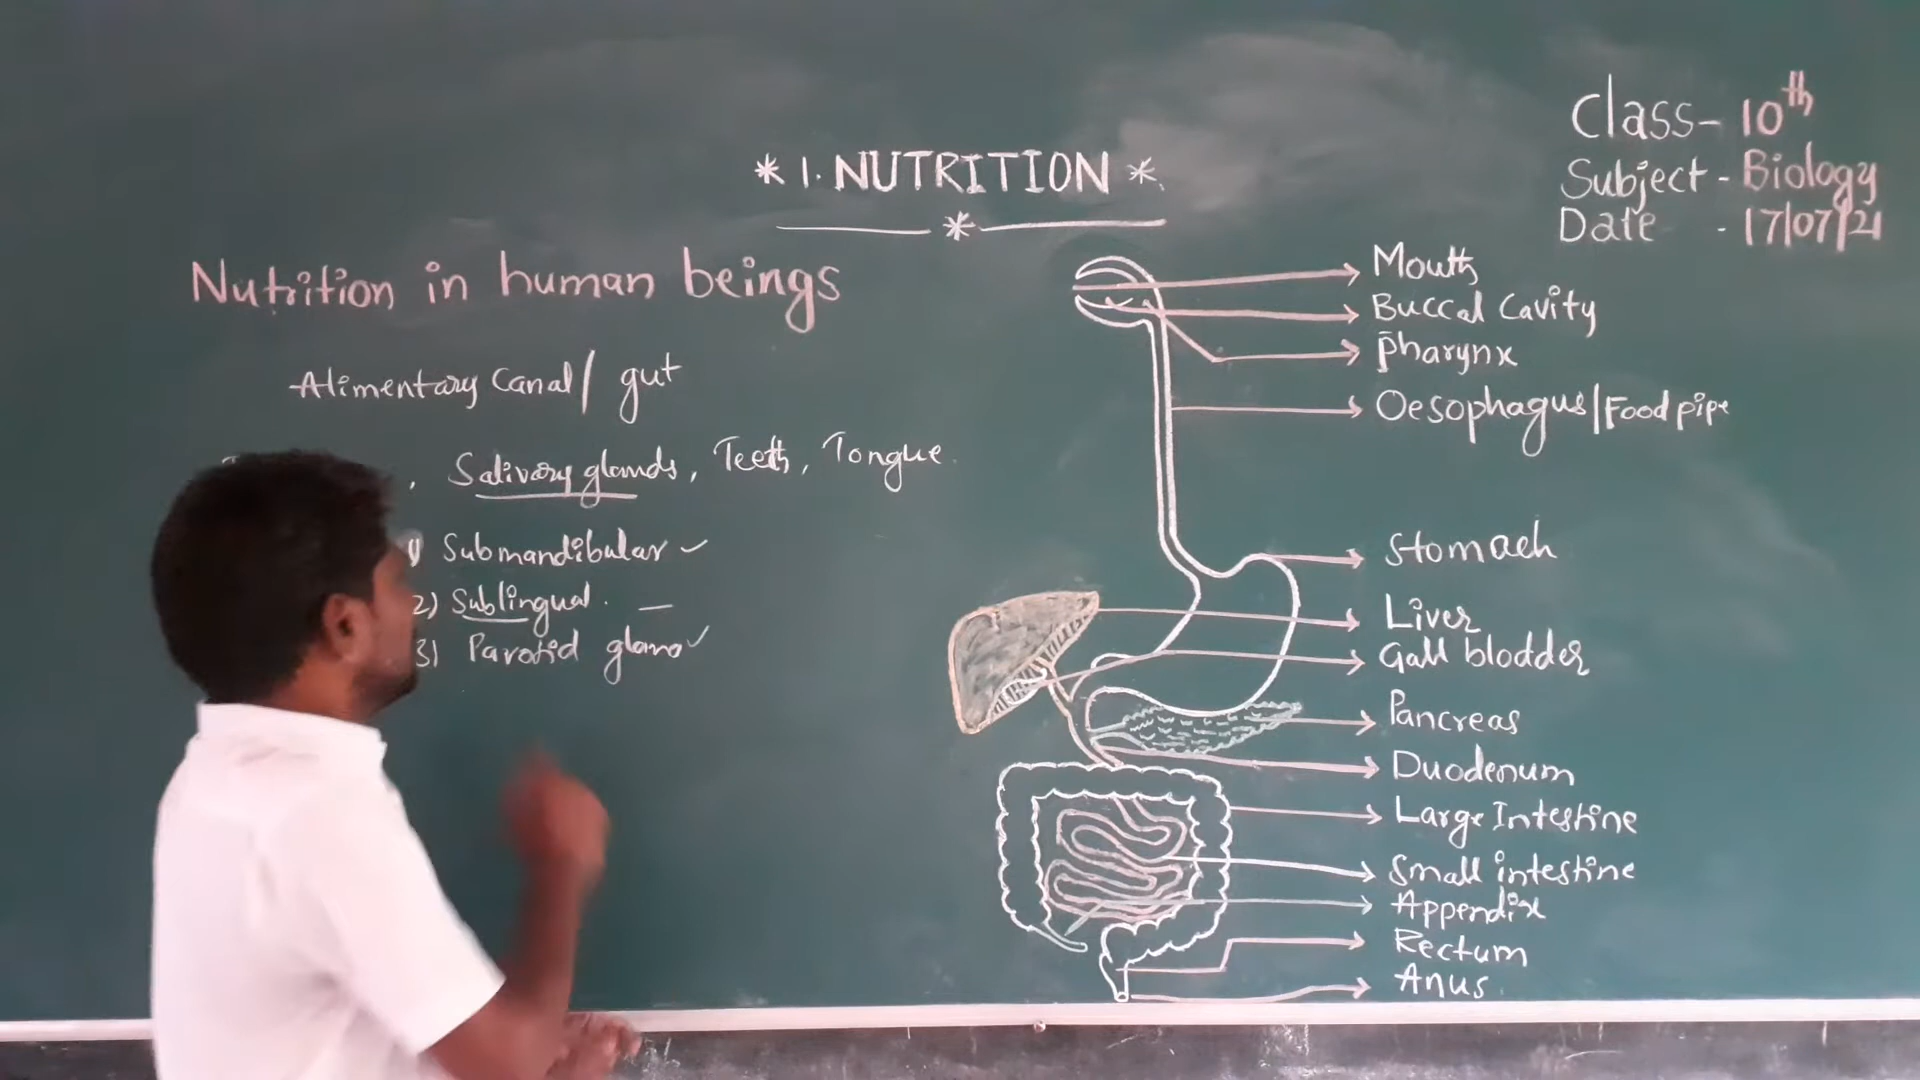 Class - 10th
Subject - Biology
Date - 17/07/21
* 1. NUTRITION *
*
Nutrition in human beings
Alimentary Canal / gut
, Salivary glands, Teeth, Tongue.
1) Submandibular ✓
2) Sublingual. —
3) Parotid gland ✓
Mouth
Buccal Cavity
Pharynx
Oesophagus/Food pipe
Stomach
Liver
Gall bladder
Pancreas
Duodenum
Large Intestine
Small intestine
Appendix
Rectum
Anus.